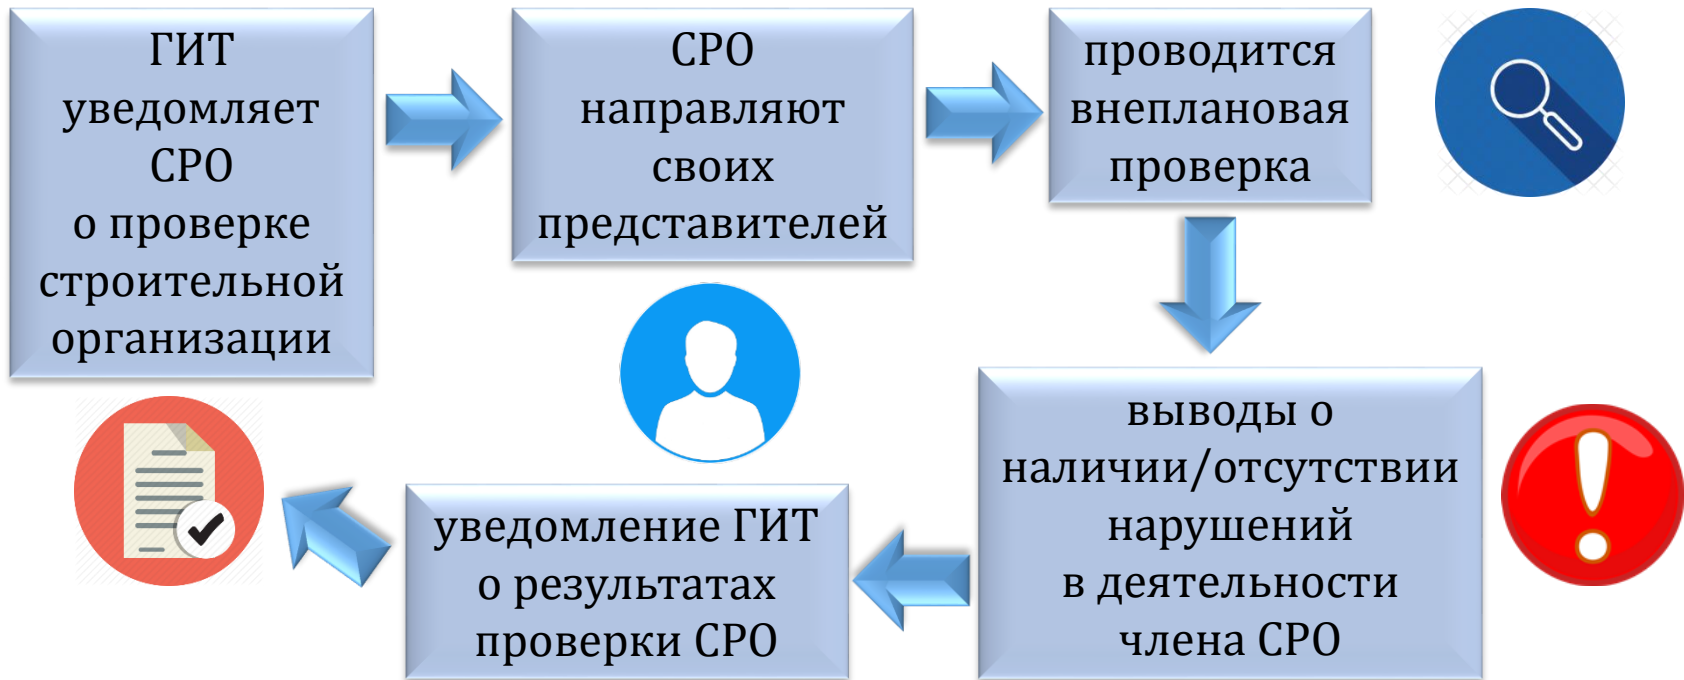 ГИТ
уведомляет
СРО
о проверке
строительной
организации
СРО
направляют
своих
представителей
проводится
внеплановая
проверка
выводы о
наличии/отсутствии
нарушений
в деятельности
члена СРО
уведомление ГИТ
о результатах
проверки СРО